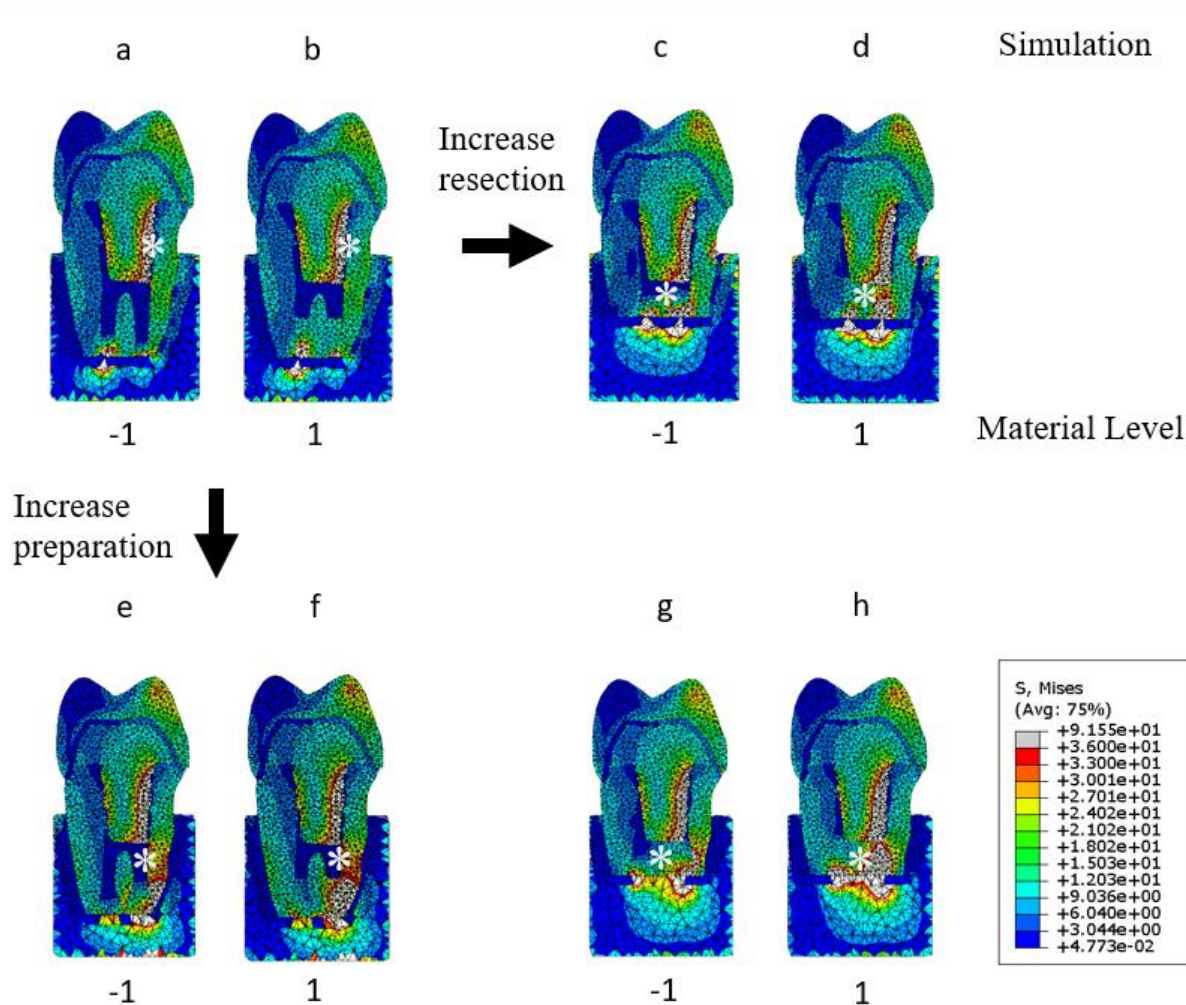 a b c d Simulation
Increase
resection
-1 1 -1 1 Material Level
Increase
preparation
e f g h
S, Mises
(Avg: 75%)
+9.155e+01
+3.600e+01
+3.300e+01
+3.001e+01
+2.701e+01
+2.402e+01
+2.102e+01
+1.802e+01
+1.503e+01
+1.203e+01
+9.036e+00
+6.040e+00
+3.044e+00
+4.773e-02
-1 1 -1 1